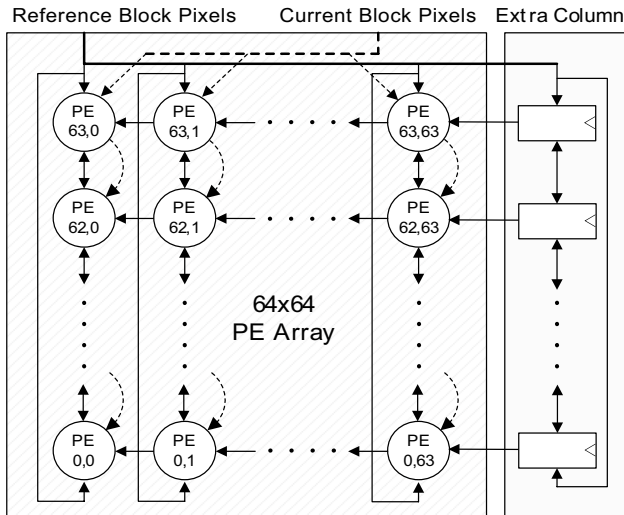 Reference Block Pixels
Current Block Pixels
Extra Column
PE
63,0
PE
63,1
PE
63,63
PE
62,0
PE
62,1
PE
62,63
64x64
PE Array
PE
0,0
PE
0,1
PE
0,63